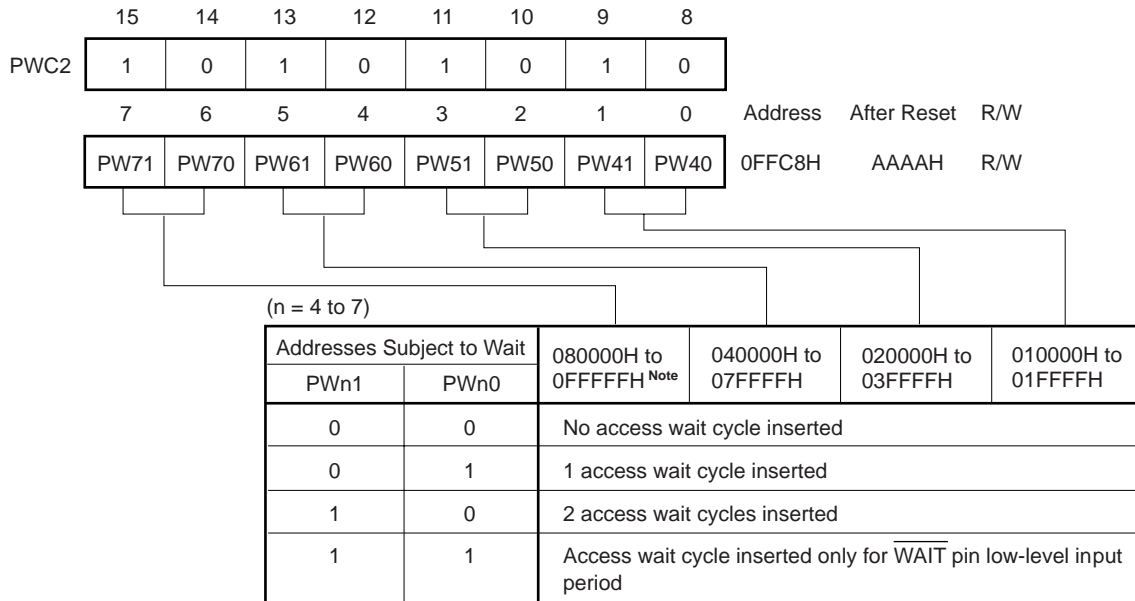 15 14 13 12 11 10 9 8
PWC2 1 0 1 0 1 0 1 0
7 6 5 4 3 2 1 0 Address After Reset R/W
PW71 PW70 PW61 PW60 PW51 PW50 PW41 PW40 0FFC8H AAAAH R/W
(n = 4 to 7)
Addresses Subject to Wait
PWn1 PWn0
080000H to
0FFFFFH Note
040000H to
07FFFFH
020000H to
03FFFFH
010000H to
01FFFFH
0 0 No access wait cycle inserted
0 1 1 access wait cycle inserted
1 0 2 access wait cycles inserted
1 1 Access wait cycle inserted only for WAIT pin low-level input
period